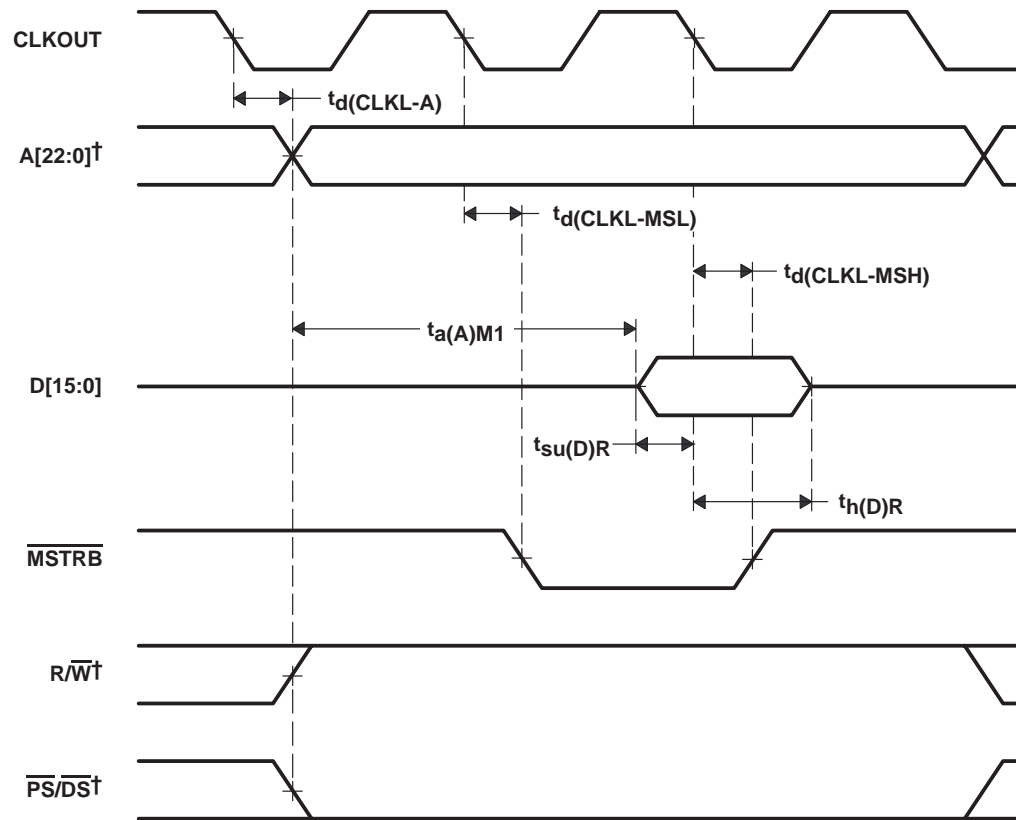 CLKOUT
td(CLKL-A)
A[22:0]†
td(CLKL-MSL)
td(CLKL-MSH)
ta(A)M1
D[15:0]
tsu(D)R
th(D)R
MSTRB
R/W†
PS/DS†